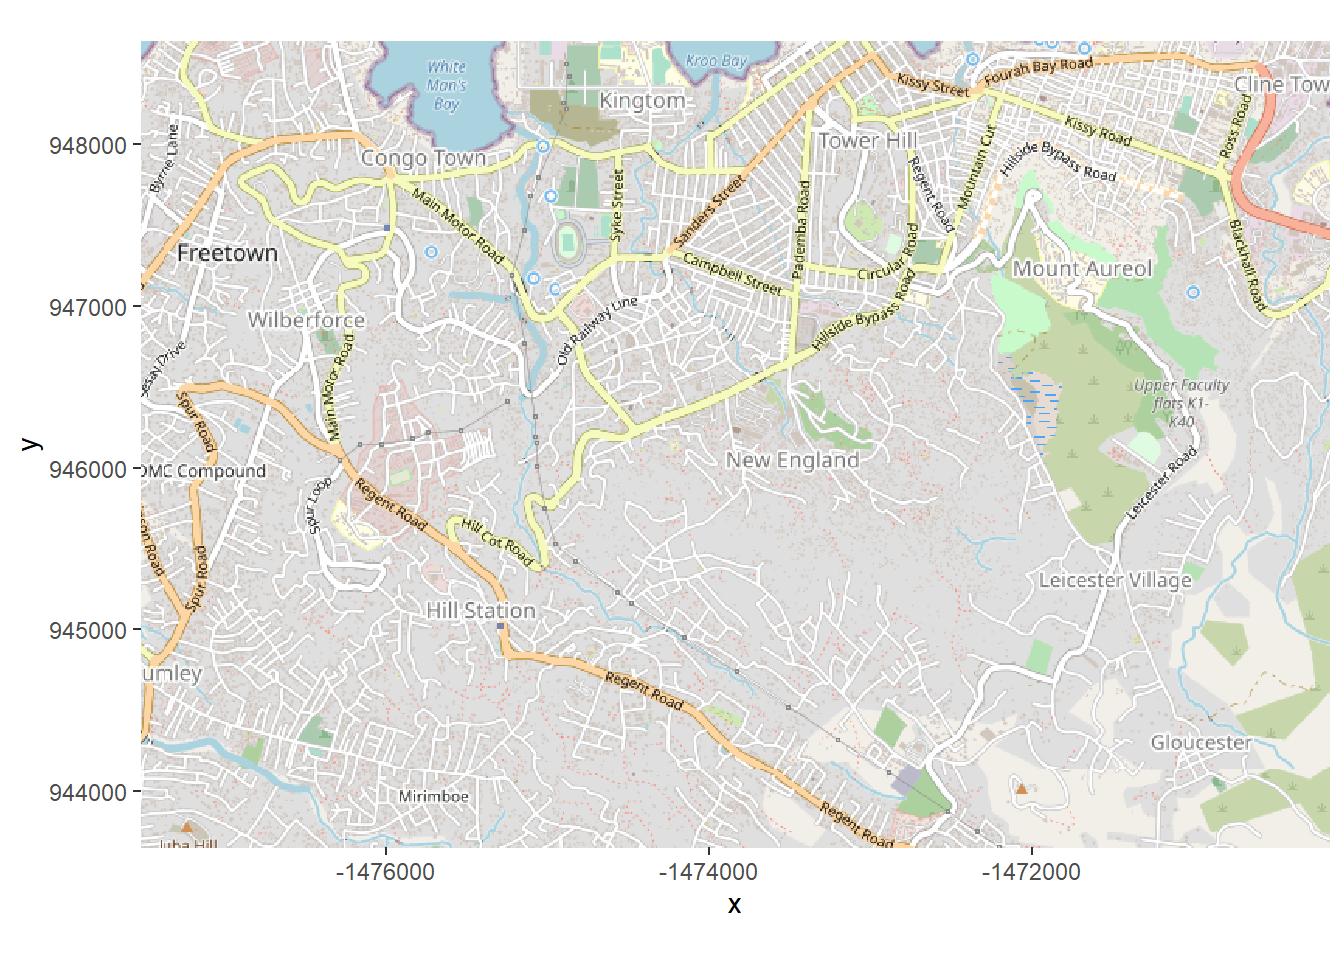 White
Man's
Bay
Kroo Bay
Kingtom
Kissy Street
Fourah Bay Road
Cline Tow
Ross Road
Kissy Road
Tower Hill
Mountain Cut
Hillside Bypass Road
Byrne Lane
948000
Congo Town
Main Motor Road
Syke Street
Sanders Street
Pademba Road
Regent Road
Circular Road
Blackhall Road
Freetown
Campbell Street
Mount Aureol
947000
Wilberforce
Old Railway Line
Hillside Bypass Road
Main Motor Road
Drive
Upper Faculty
flats K1-
K40
Spur Road
y
946000
OMC Compound
New England
Leicester Road
Spur Loop
Regent Road
Hill Cot Road
son Road
Spur Road
Leicester Village
Hill Station
945000
umley
Regent Road
Gloucester
944000
Mirimboe
Regent Road
Juba Hill
-1476000
-1474000
-1472000
x